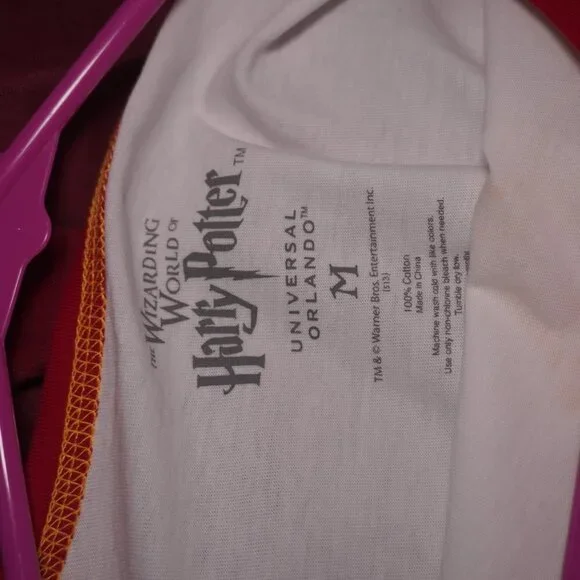 THE WIZARDING
WORLD OF
Harry Potter™
UNIVERSAL
ORLANDO™
M
TM & © Warner Bros. Entertainment Inc.
(s13)
100% Cotton
Made in China
Machine wash cold with like colors.
Use only non-chlorine bleach when needed.
Tumble dry low.